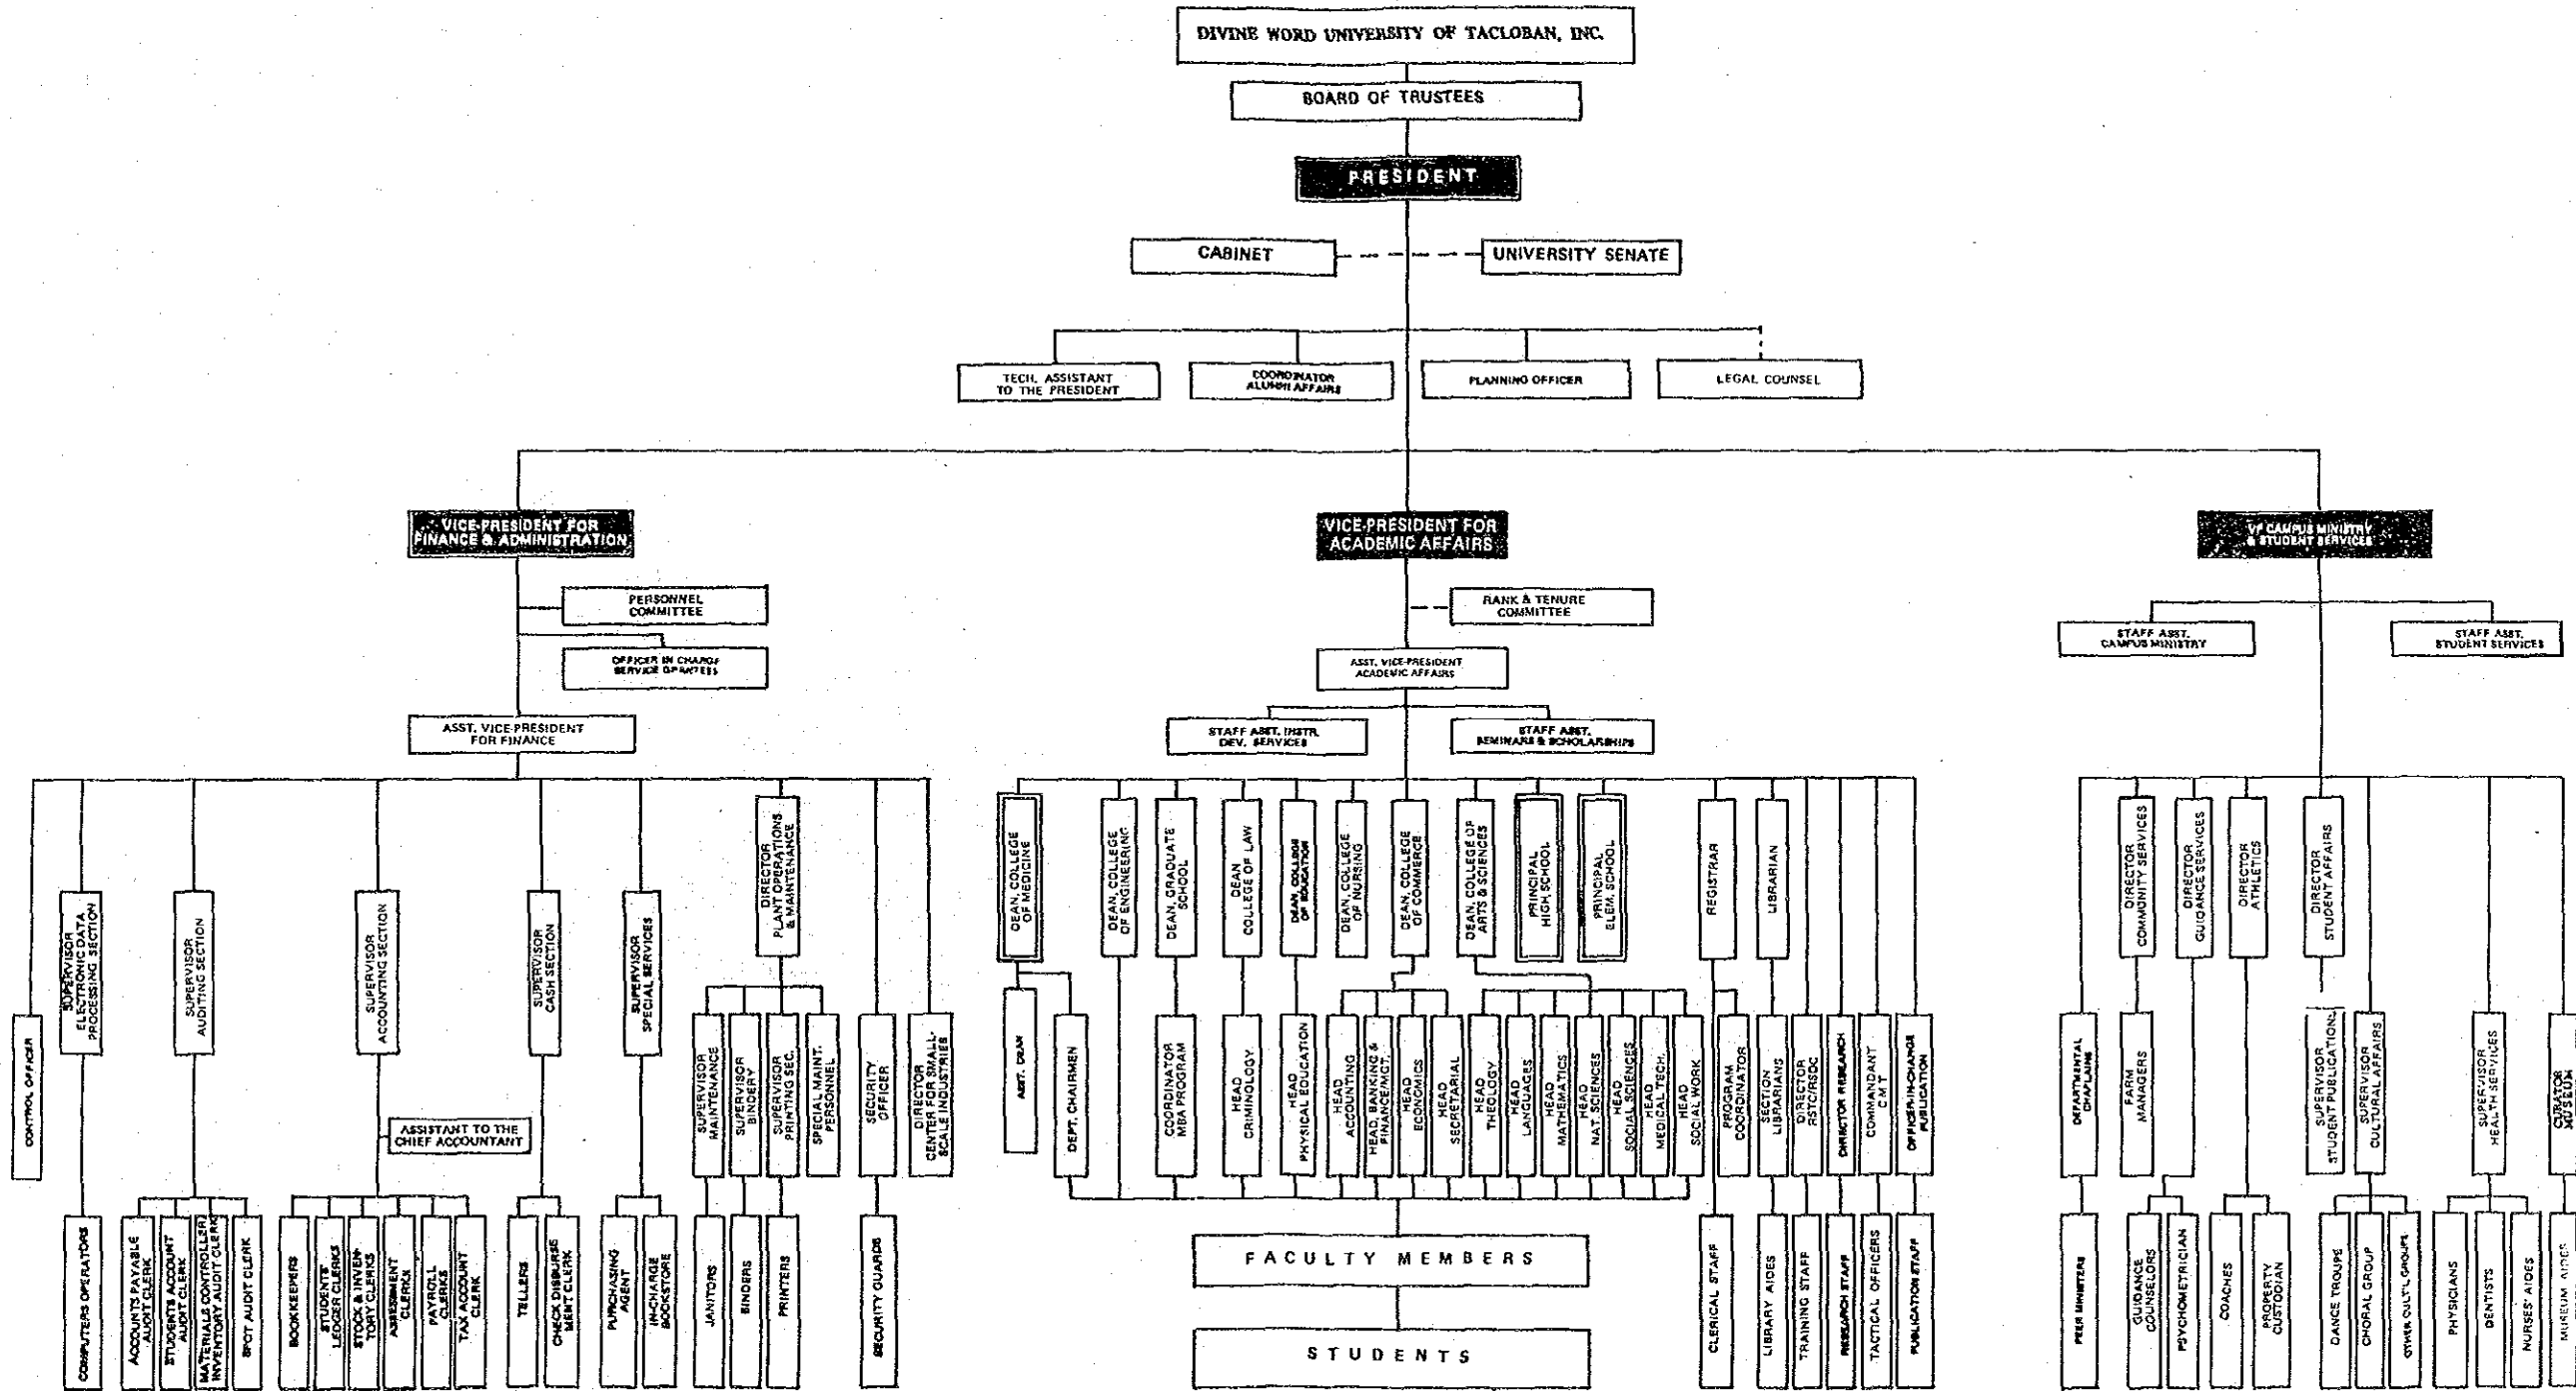 DIVINE WORD UNIVERSITY OF TACLOBAN, INC.
BOARD OF TRUSTEES
PRESIDENT
CABINET
UNIVERSITY SENATE
TECH. ASSISTANT
TO THE PRESIDENT
COORDINATOR
ALUMNI AFFAIRS
PLANNING OFFICER
LEGAL COUNSEL
VICE-PRESIDENT FOR
FINANCE & ADMINISTRATION
VICE-PRESIDENT FOR
ACADEMIC AFFAIRS
VP CAMPUS MINISTRY
& STUDENT SERVICES
PERSONNEL
COMMITTEE
OFFICER IN CHARGE
SERVICE GRANTEES
ASST. VICE-PRESIDENT
FOR FINANCE
RANK & TENURE
COMMITTEE
ASST. VICE-PRESIDENT
ACADEMIC AFFAIRS
STAFF ASST. INSTR.
DEV. SERVICES
STAFF ASST.
SEMINARS & SCHOLARSHIPS
STAFF ASST.
CAMPUS MINISTRY
STAFF ASST.
STUDENT SERVICES
CONTROL OFFICER
SUPERVISOR
ELECTRONIC DATA
PROCESSING SECTION
SUPERVISOR
AUDITING SECTION
SUPERVISOR
ACCOUNTING SECTION
SUPERVISOR
CASH SECTION
SUPERVISOR
SPECIAL SERVICES
DIRECTOR
PLANT OPERATIONS
& MAINTENANCE
SUPERVISOR
MAINTENANCE
SUPERVISOR
BINDERY
SUPERVISOR
PRINTING SEC.
SPECIAL MAINT.
PERSONNEL
SECURITY
OFFICER
DIRECTOR
CENTER FOR SMALL-
SCALE INDUSTRIES
ASSISTANT TO THE
CHIEF ACCOUNTANT
COMPUTERS OPERATORS
ACCOUNTS PAYABLE
AUDIT CLERK
STUDENTS ACCOUNT
AUDIT CLERK
MATERIALS CONTROLLER/
INVENTORY AUDIT CLERK
SPOT AUDIT CLERK
BOOKKEEPERS
STUDENTS'
LEDGER CLERKS
STOCK & INVEN-
TORY CLERKS
ASSESSMENT
CLERK
PAYROLL
CLERKS
TAX ACCOUNT
CLERK
TELLERS
CHECK DISBURSE
MENT CLERK
PURCHASING
AGENT
IN-CHARGE
BOOKSTORE
JANITORS
BINDERS
PRINTERS
SECURITY GUARDS
DEAN, COLLEGE
OF MEDICINE
DEAN, COLLEGE
OF ENGINEERING
DEAN, GRADUATE
SCHOOL
DEAN
COLLEGE OF LAW
DEAN, COLLEGE
OF EDUCATION
DEAN, COLLEGE
OF NURSING
DEAN, COLLEGE
OF COMMERCE
DEAN, COLLEGE OF
ARTS & SCIENCES
PRINCIPAL
HIGH SCHOOL
PRINCIPAL
ELEM. SCHOOL
REGISTRAR
LIBRARIAN
ASST. DEAN
DEPT. CHAIRMEN
COORDINATOR
MBA PROGRAM
HEAD
CRIMINOLOGY
HEAD
PHYSICAL EDUCATION
HEAD
ACCOUNTING
HEAD, BANKING &
FINANCE/MGT.
HEAD
ECONOMICS
HEAD
SECRETARIAL
HEAD
THEOLOGY
HEAD
LANGUAGES
HEAD
MATHEMATICS
HEAD
NAT. SCIENCES
HEAD
SOCIAL SCIENCES
HEAD
MEDICAL TECH.
HEAD
SOCIAL WORK
PROGRAM
COORDINATOR
SECTION
LIBRARIANS
DIRECTOR
RSTC/RSDC
DIRECTOR RESEARCH
COMMANDANT
CMT
OFFICER-IN-CHANGE
PUBLICATION
FACULTY MEMBERS
STUDENTS
CLERICAL STAFF
LIBRARY AIDES
TRAINING STAFF
RESEARCH STAFF
TACTICAL OFFICERS
PUBLICATION STAFF
DIRECTOR
COMMUNITY SERVICES
DIRECTOR
GUIDANCE SERVICES
DIRECTOR
ATHLETICS
DIRECTOR
STUDENT AFFAIRS
DEPARTMENTAL
CHAPLAINS
FARM
MANAGERS
SUPERVISOR
STUDENT PUBLICATIONS
SUPERVISOR
CULTURAL AFFAIRS
SUPERVISOR
HEALTH SERVICES
CURATOR
MUSEUM
PEER MINISTERS
GUIDANCE
COUNSELORS
PSYCHOMETRICIAN
COACHES
PROPERTY
CUSTODIAN
DANCE TROUPES
CHORAL GROUP
OTHER CULT'L GROUPS
PHYSICIANS
DENTISTS
NURSES' AIDES
MUSEUM AIDES